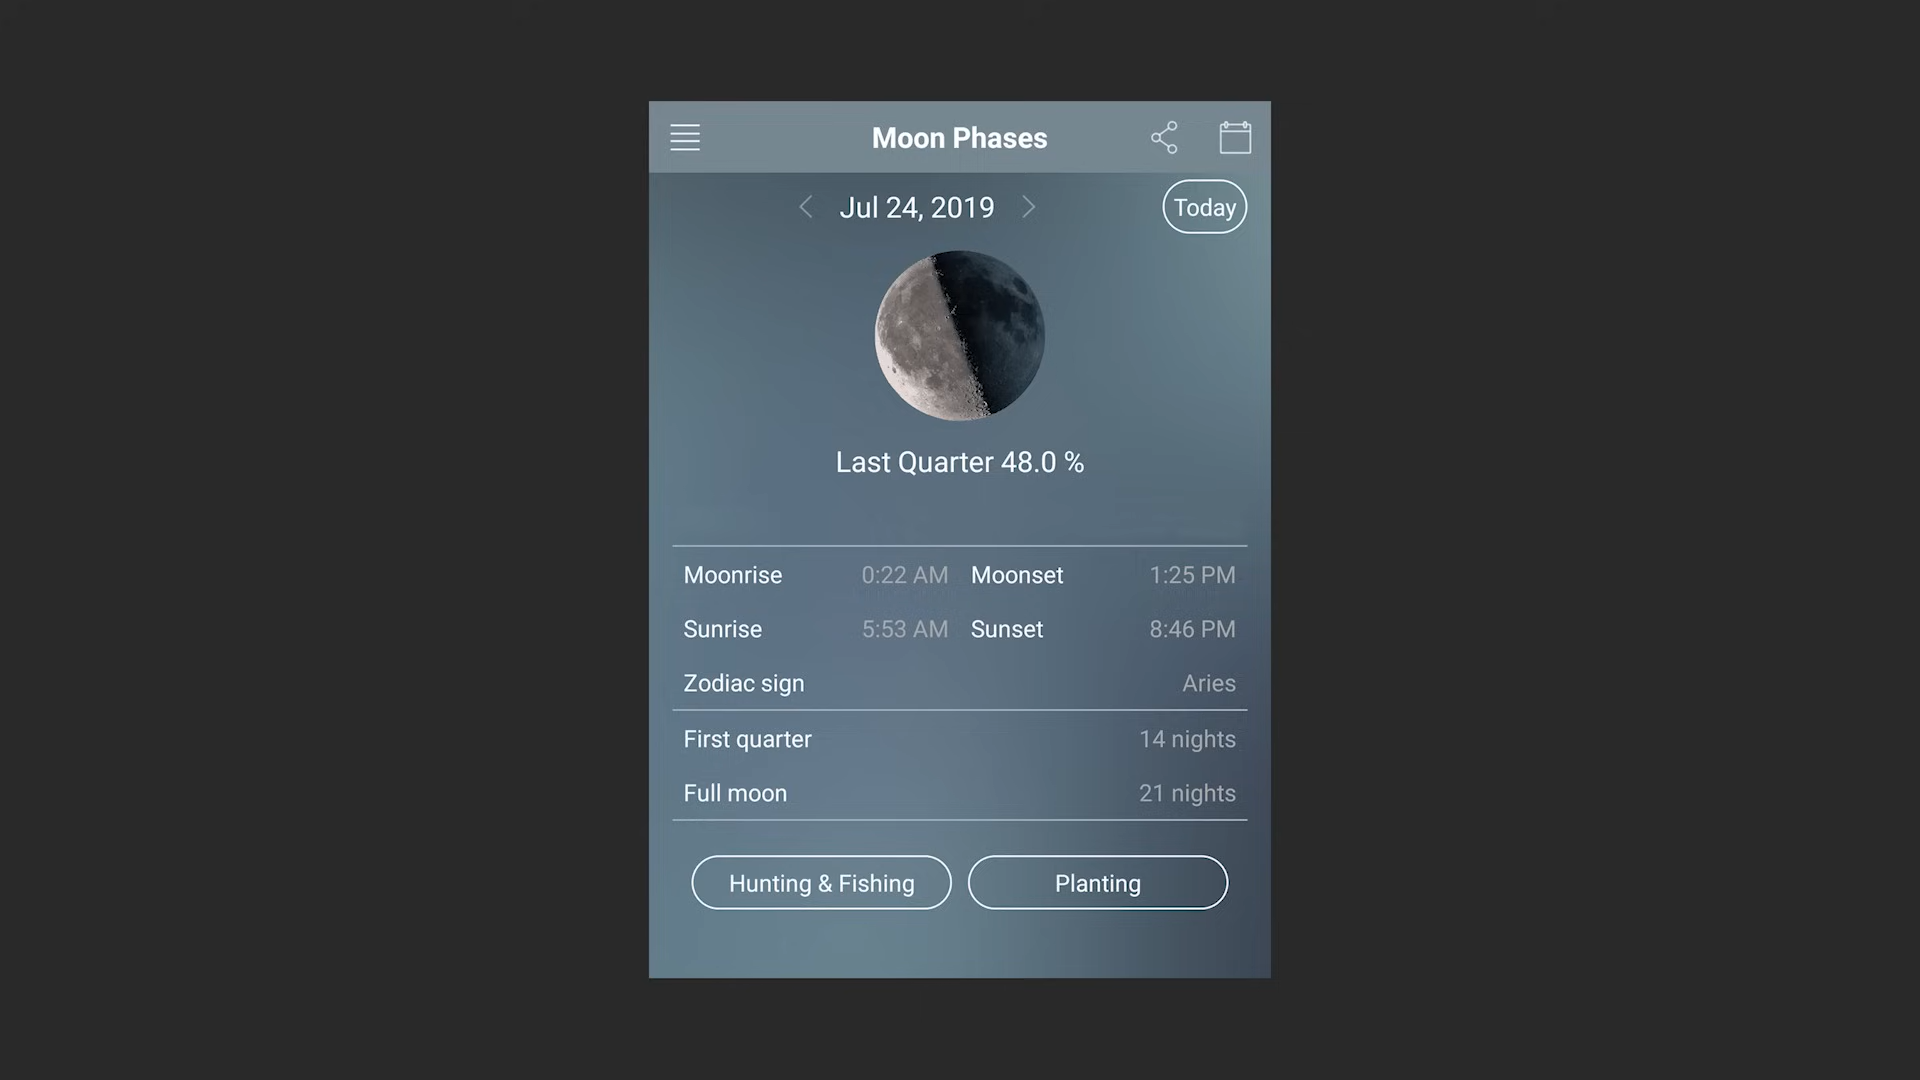 Moon Phases
Jul 24, 2019
Today
Last Quarter 48.0 %
Moonrise 0:22 AM Moonset 1:25 PM
Sunrise 5:53 AM Sunset 8:46 PM
Zodiac sign Aries
First quarter 14 nights
Full moon 21 nights
Hunting & Fishing Planting